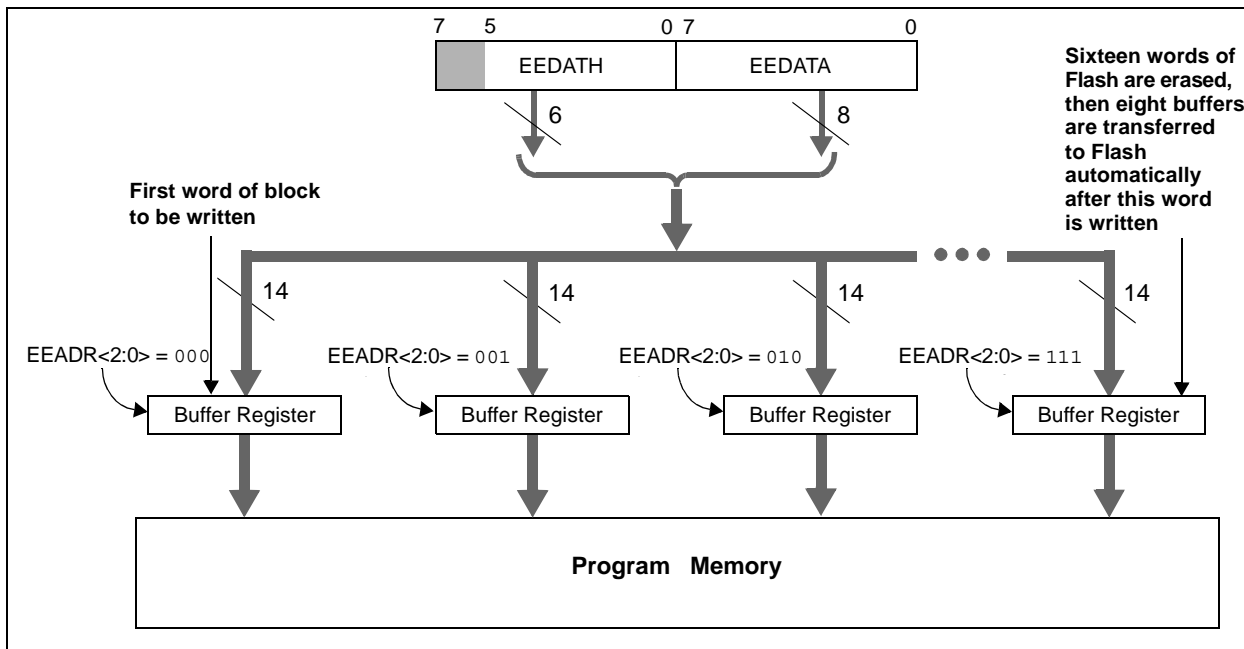 7 5 0 7 0
EEDATH EEDATA
6 8
Sixteen words of
Flash are erased,
then eight buffers
are transferred
to Flash
automatically
after this word
is written
First word of block
to be written
14 14 14 14
EEADR<2:0> = 000
EEADR<2:0> = 001
EEADR<2:0> = 010
EEADR<2:0> = 111
Buffer Register Buffer Register Buffer Register Buffer Register
Program Memory